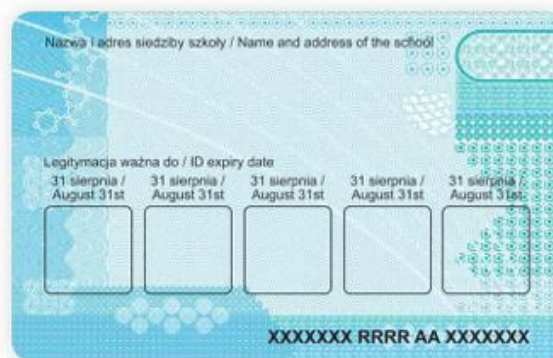 Nazwa i adres siedziby szkoły / Name and address of the school
Legitymacja ważna do / ID expiry date
31 sierpnia / 31 sierpnia / 31 sierpnia / 31 sierpnia / 31 sierpnia /
August 31st August 31st August 31st August 31st August 31st
XXXXXXX RRRR AA XXXXXXX